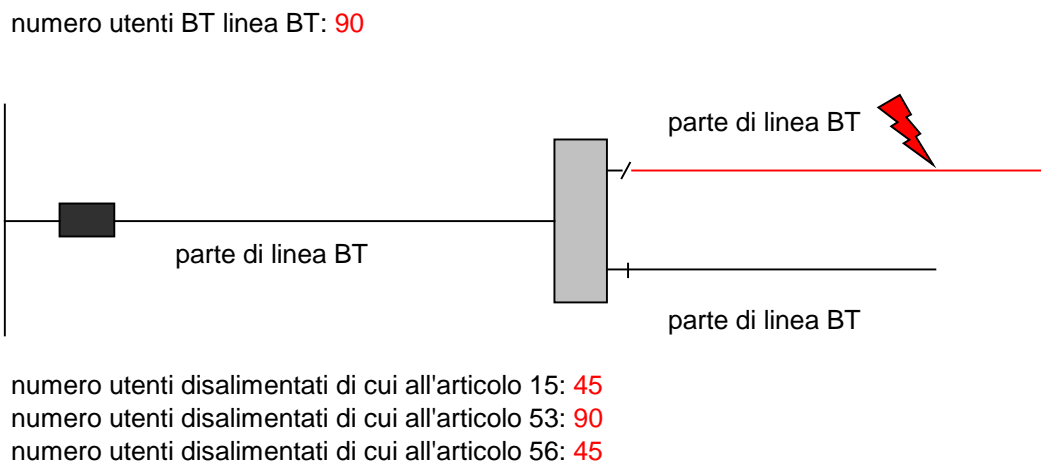 numero utenti BT linea BT: 90
parte di linea BT
parte di linea BT
parte di linea BT
numero utenti disalimentati di cui all'articolo 15: 45
numero utenti disalimentati di cui all'articolo 53: 90
numero utenti disalimentati di cui all'articolo 56: 45